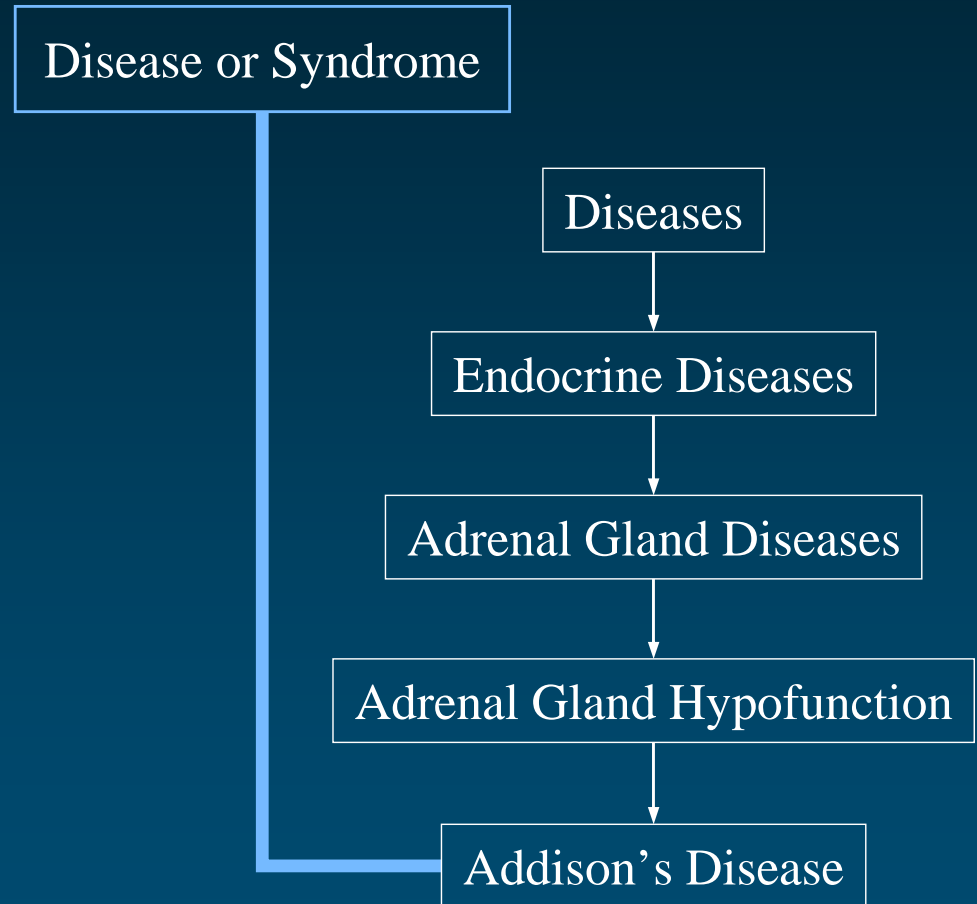 Disease or Syndrome
Diseases
Endocrine Diseases
Adrenal Gland Diseases
Adrenal Gland Hypofunction
Addison’s Disease